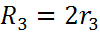 R₃ = 2r₃